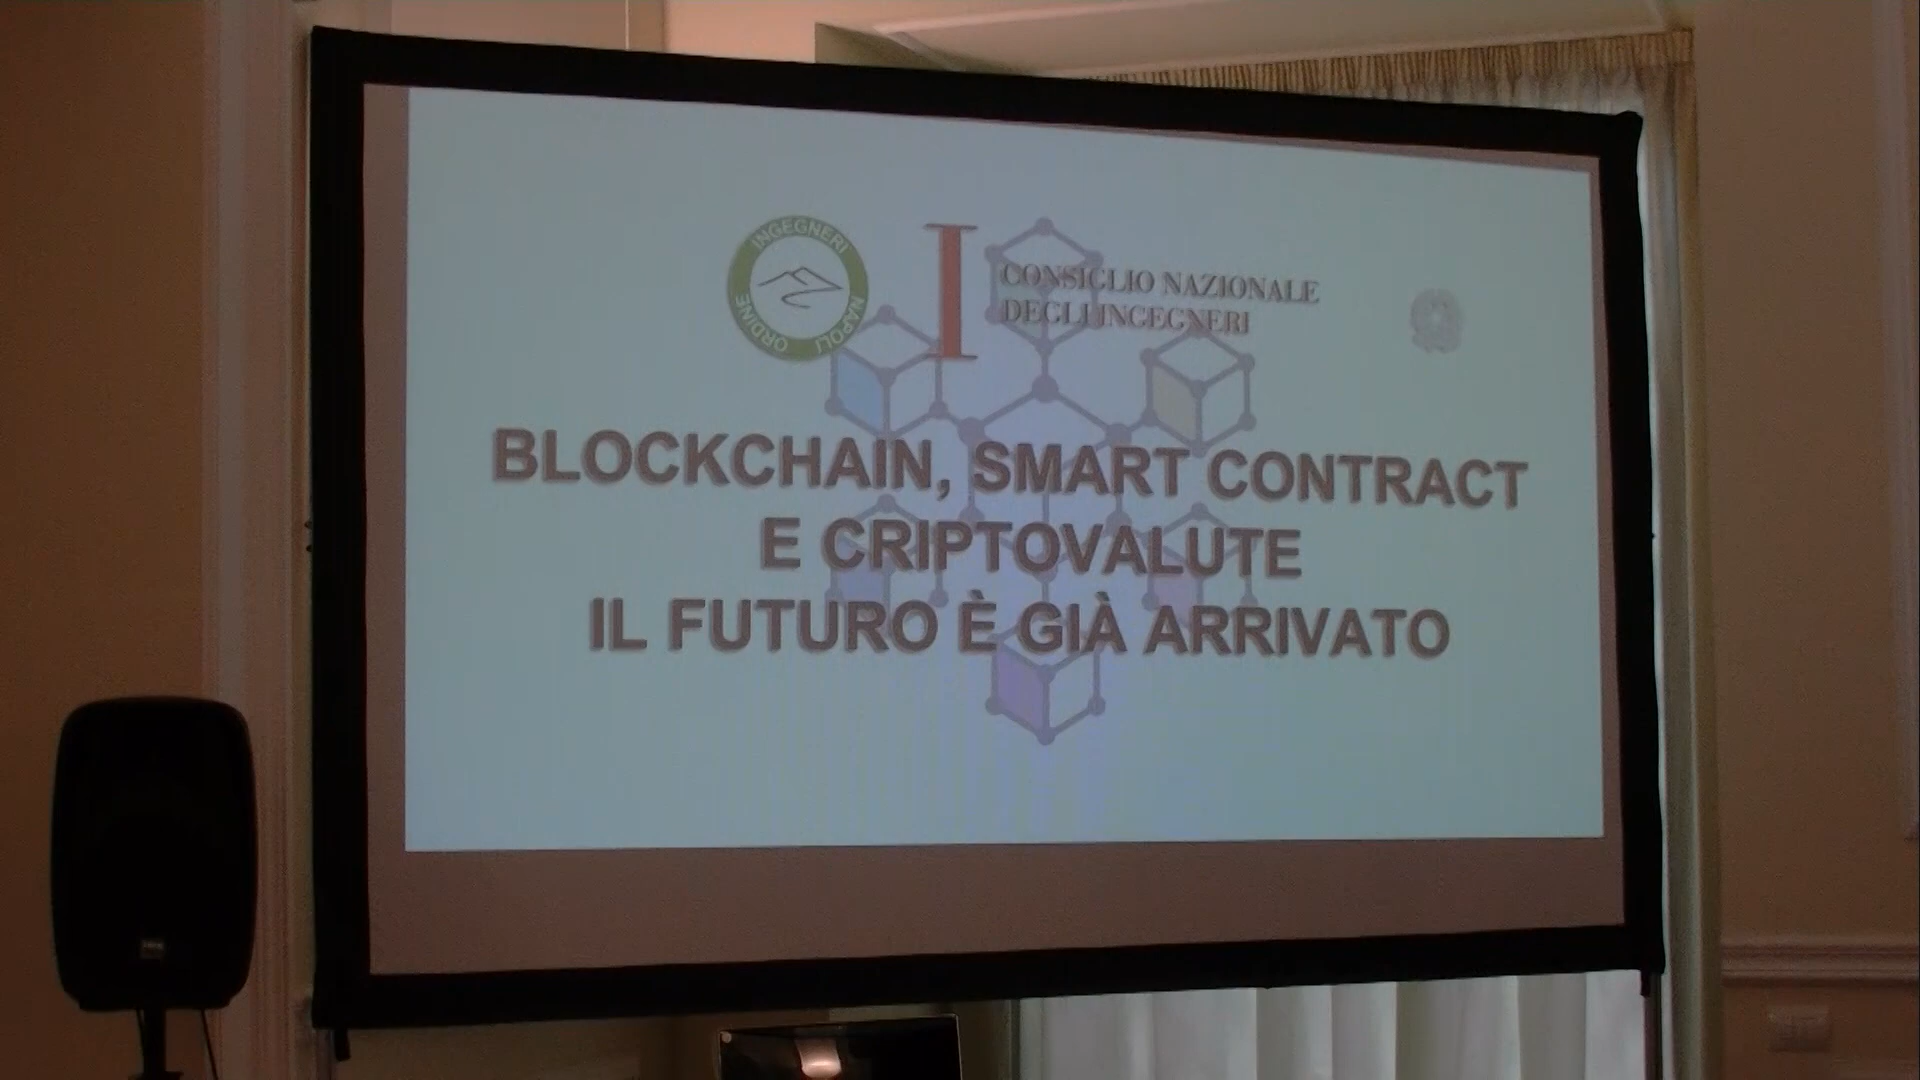 INGEGNERI
NAPOLI
ORDINE
I
CONSIGLIO NAZIONALE
DEGLI INGEGNERI
BLOCKCHAIN, SMART CONTRACT
E CRIPTOVALUTE
IL FUTURO È GIÀ ARRIVATO